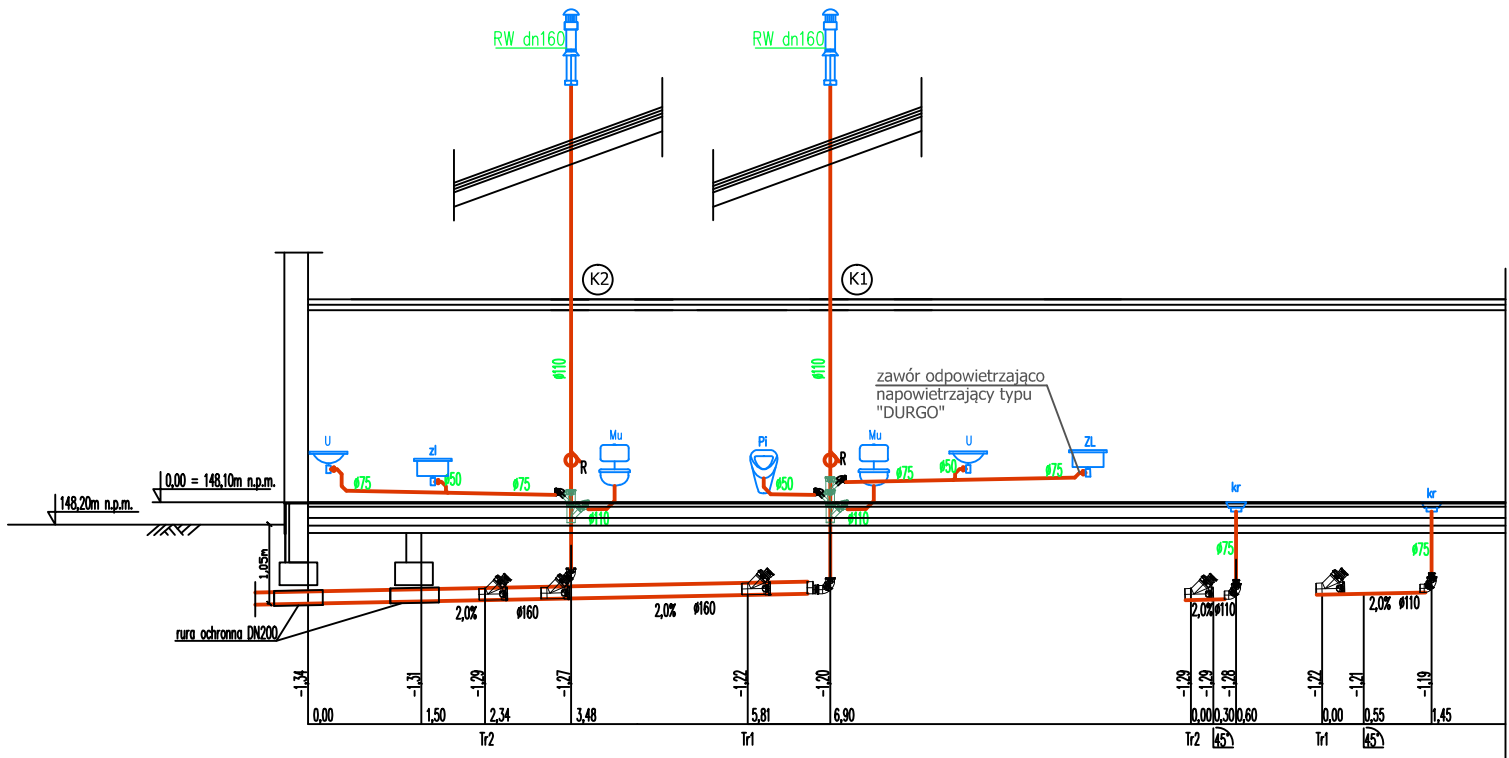 RW dn160
RW dn160
K2
K1
ø110
ø110
zawór odpowietrzająco
napowietrzający typu
"DURGO"
U
zl
Mu
Pi
Mu
U
ZL
R
R
ø75
ø50
ø75
ø50
ø75
ø50
ø75
0,00 = 148,10m n.p.m.
148,20m n.p.m.
ø110
ø110
kr
kr
ø75
ø75
1,05m
2,0% ø160
2,0% ø160
2,0% ø110
2,0% ø110
rura ochronna DN200
-1,34
-1,31
-1,29
-1,27
-1,22
-1,20
-1,29
-1,29
-1,28
-1,22
-1,21
-1,19
0,00
1,50
2,34
3,48
5,81
6,90
0,00
0,30
0,60
0,00
0,55
1,45
Tr2
Tr1
Tr2
45°
Tr1
45°